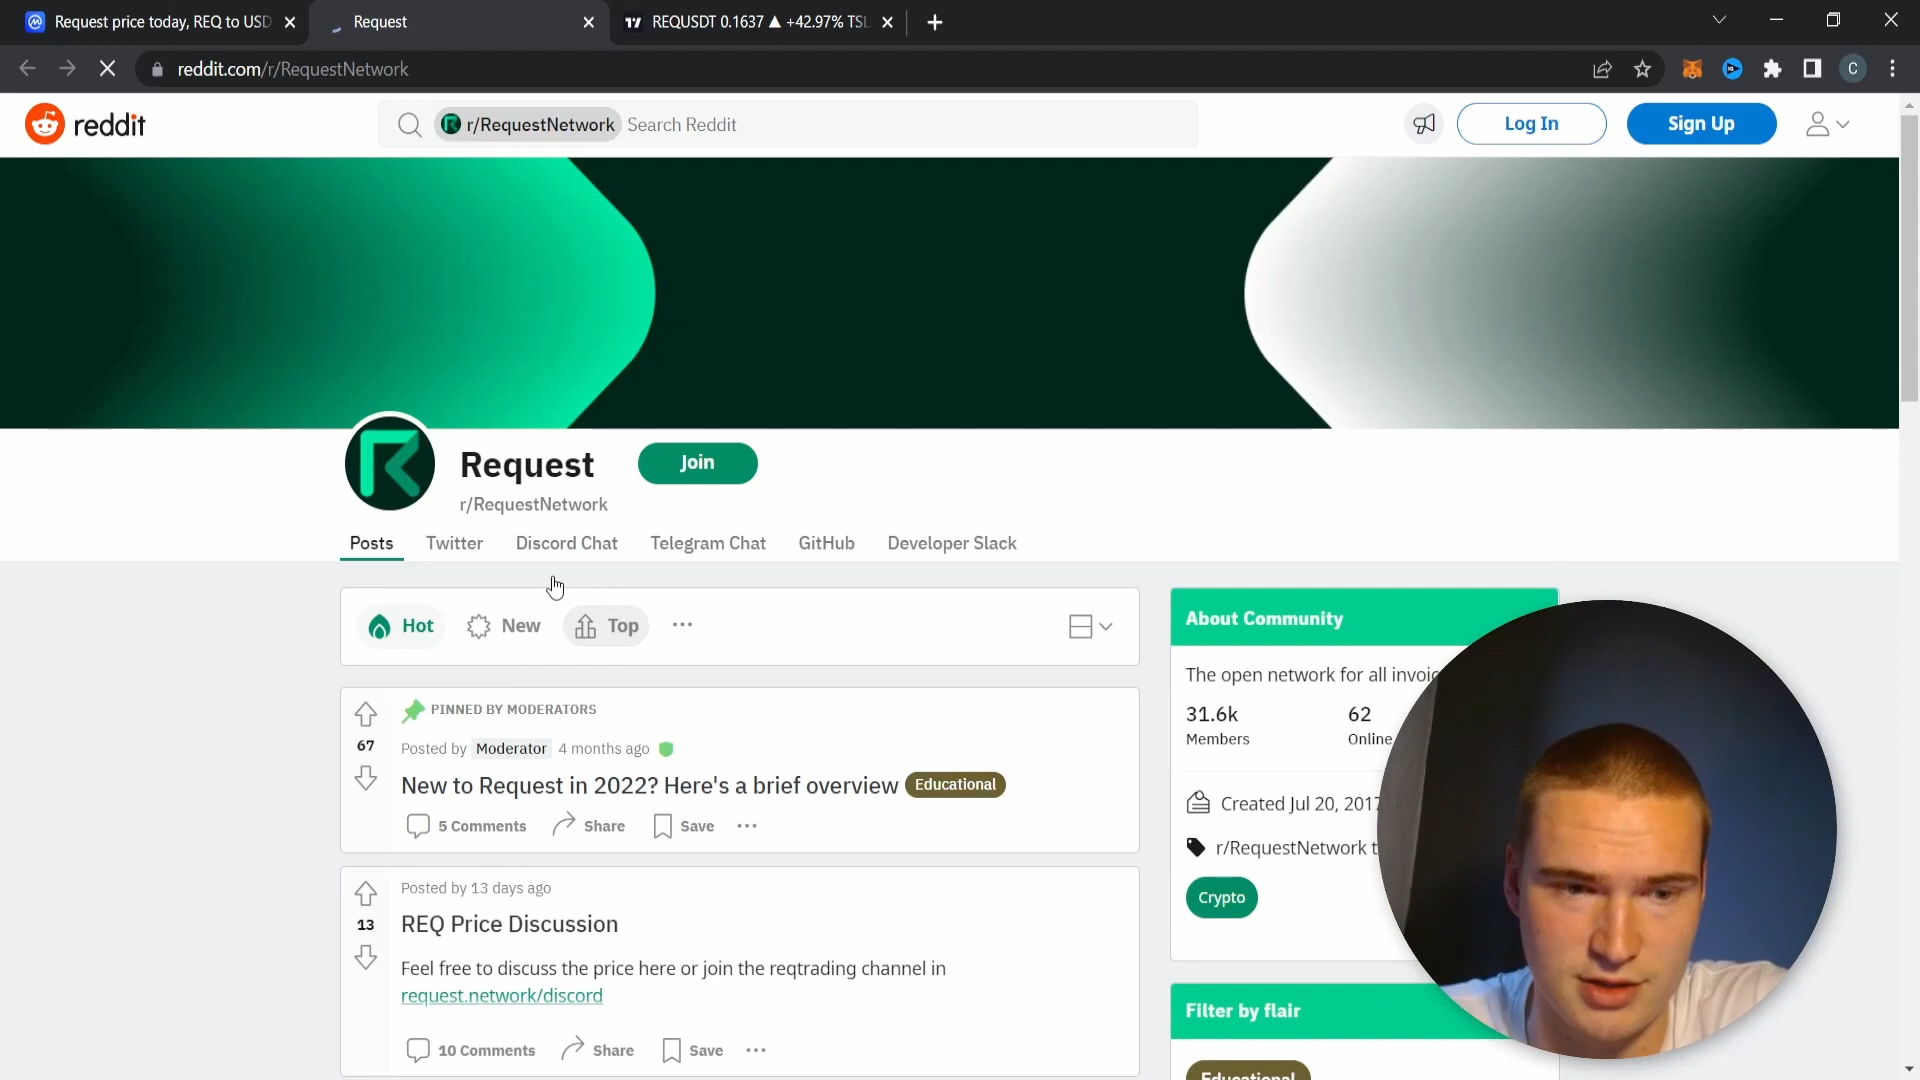 Request price today, REQ to USD
Request
REQUSDT 0.1637 ▲ +42.97% TSL
reddit.com/r/RequestNetwork
C
reddit
r/RequestNetwork Search Reddit
Log In
Sign Up
Request
Join
r/RequestNetwork
Posts Twitter Discord Chat Telegram Chat GitHub Developer Slack
Hot New Top
PINNED BY MODERATORS
67
Posted by Moderator 4 months ago
New to Request in 2022? Here's a brief overview Educational
5 Comments Share Save
Posted by 13 days ago
13
REQ Price Discussion
Feel free to discuss the price here or join the reqtrading channel in
request.network/discord
10 Comments Share Save
About Community
The open network for all invoic
31.6k 62
Members Online
Created Jul 20, 2017
r/RequestNetwork t
Crypto
Filter by flair
Educational